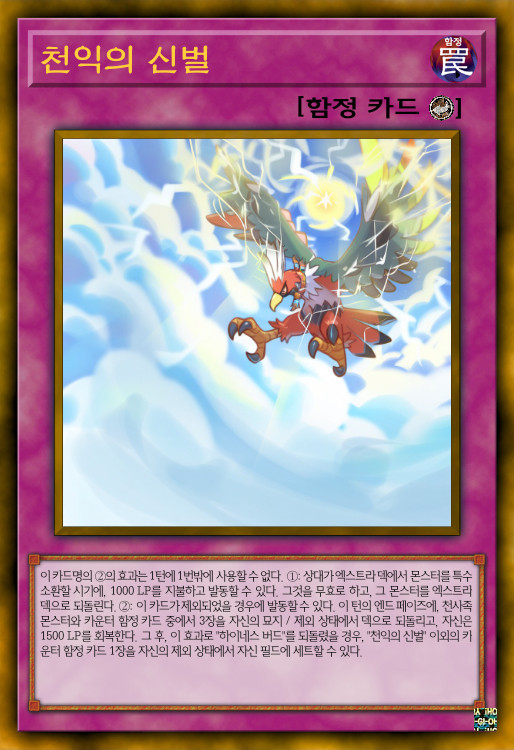 천익의 신벌
함정
罠
[함정 카드]
이 카드명의 ②의 효과는 1턴에 1번밖에 사용할 수 없다. ①: 상대가 엑스트라 덱에서 몬스터를 특수
소환할 시기에, 1000 LP를 지불하고 발동할 수 있다. 그것을 무효로 하고, 그 몬스터를 엑스트라
덱으로 되돌린다. ②: 이 카드가 제외되었을 경우에 발동할 수 있다. 이 턴의 엔드 페이즈에, 천사족
몬스터와 카운터 함정 카드 중에서 3장을 자신의 묘지 / 제외 상태에서 덱으로 되돌리고, 자신은
1500 LP를 회복한다. 그 후, 이 효과로 "하이네스 버드"를 되돌렸을 경우, "천익의 신벌" 이외의 카
운터 함정 카드 1장을 자신의 제외 상태에서 자신 필드에 세트할 수 있다.